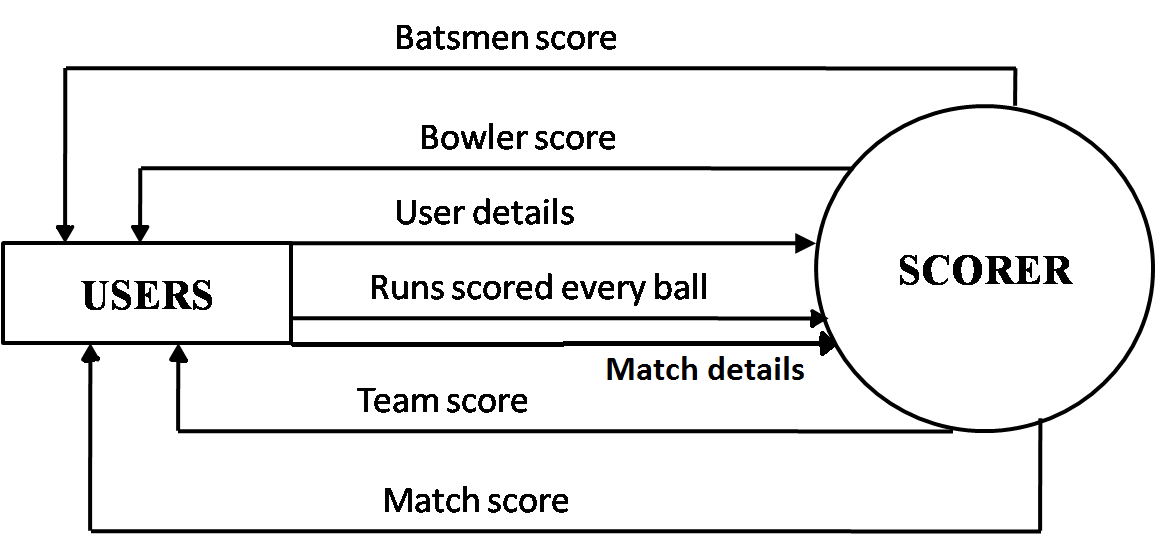 Batsmen score
Bowler score
User details
USERS
Runs scored every ball
SCORER
Match details
Team score
Match score